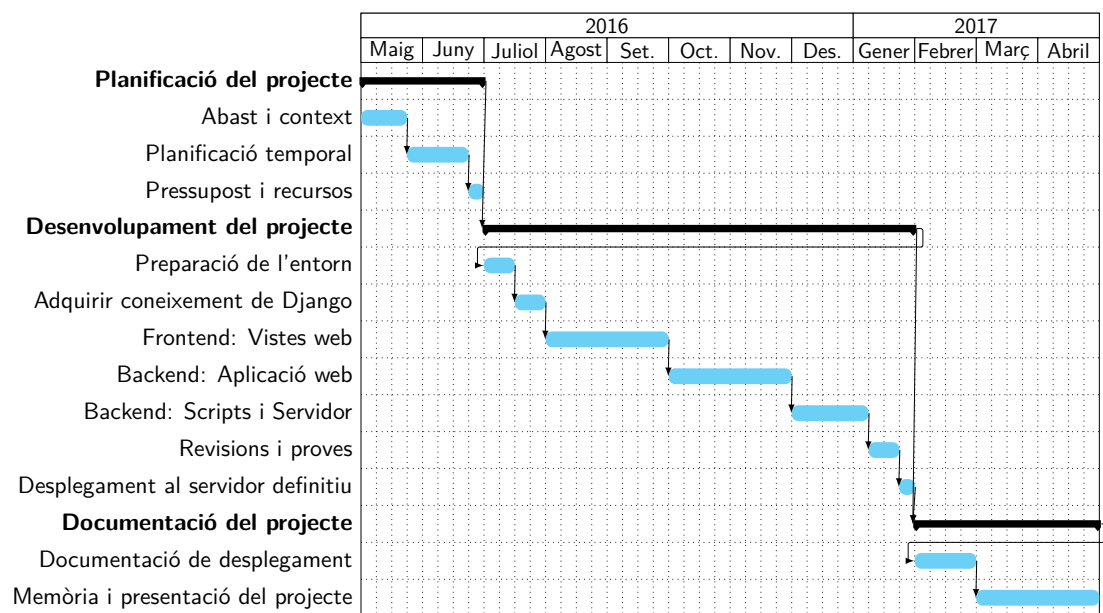 2016 2017
Maig Juny Juliol Agost Set. Oct. Nov. Des. Gener Febrer Març Abril
Planificació del projecte
Abast i context
Planificació temporal
Pressupost i recursos
Desenvolupament del projecte
Preparació de l'entorn
Adquirir coneixement de Django
Frontend: Vistes web
Backend: Aplicació web
Backend: Scripts i Servidor
Revisions i proves
Desplegament al servidor definitiu
Documentació del projecte
Documentació de desplegament
Memòria i presentació del projecte